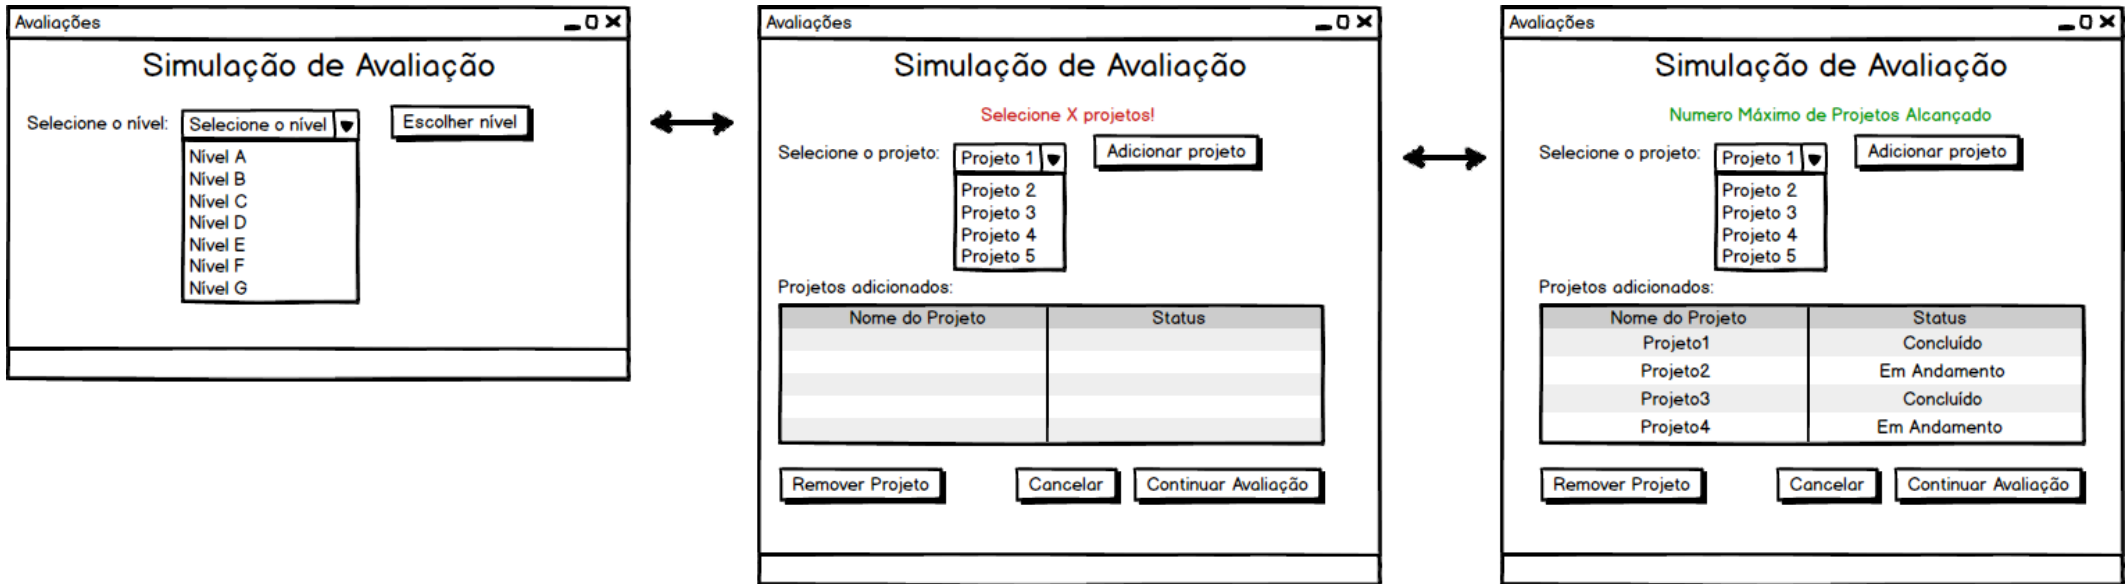 Avaliações
Simulação de Avaliação
Selecione o nível: Selecione o nível Escolher nível
Nível A
Nível B
Nível C
Nível D
Nível E
Nível F
Nível G
Avaliações
Simulação de Avaliação
Selecione X projetos!
Selecione o projeto: Projeto 1 Adicionar projeto
Projeto 2
Projeto 3
Projeto 4
Projeto 5
Projetos adicionados:
Nome do Projeto Status
Remover Projeto Cancelar Continuar Avaliação
Avaliações
Simulação de Avaliação
Numero Máximo de Projetos Alcançado
Selecione o projeto: Projeto 1 Adicionar projeto
Projeto 2
Projeto 3
Projeto 4
Projeto 5
Projetos adicionados:
Nome do Projeto Status
Projeto1 Concluído
Projeto2 Em Andamento
Projeto3 Concluído
Projeto4 Em Andamento
Remover Projeto Cancelar Continuar Avaliação